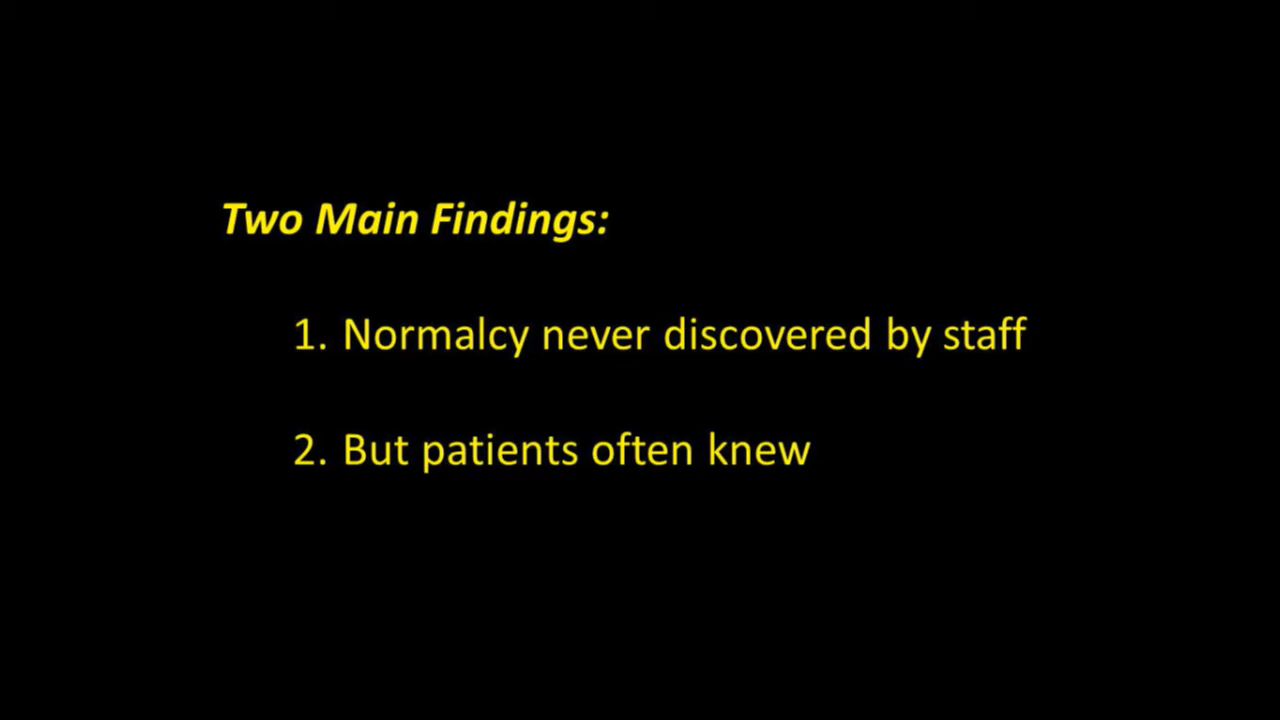 Two Main Findings:
1. Normalcy never discovered by staff
2. But patients often knew